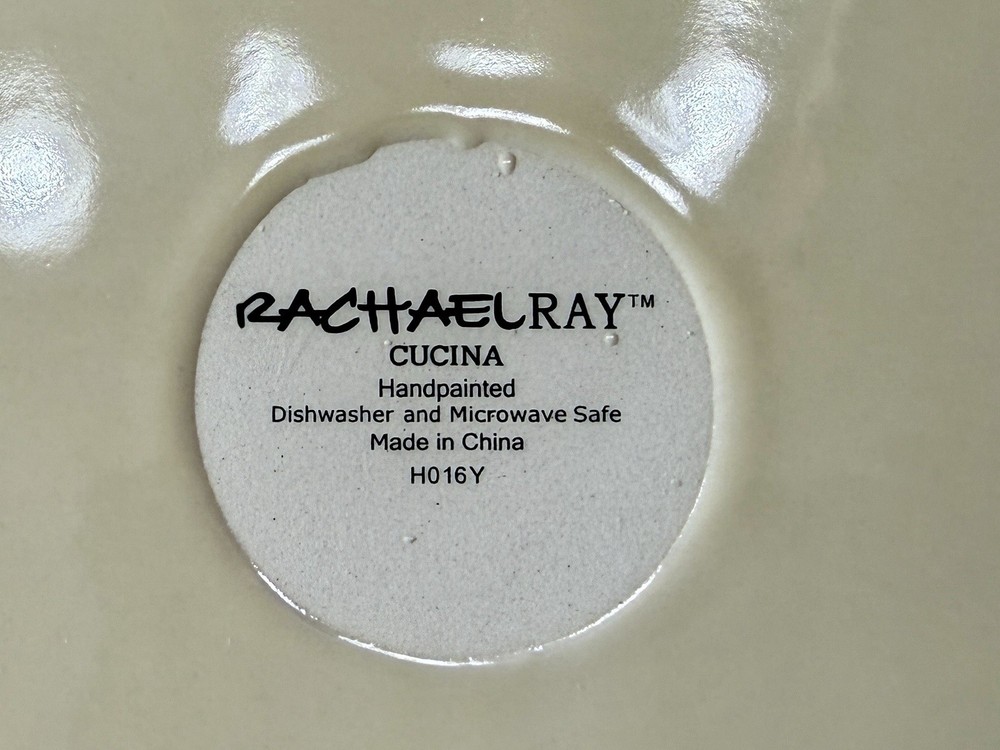 RACHAELRAY™
CUCINA
Handpainted
Dishwasher and Microwave Safe
Made in China
H016Y